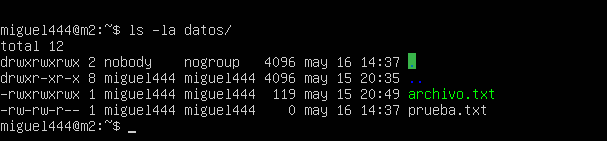 miguel444@m2:~$ ls -la datos/
total 12
drwxrwxrwx 2 nobody    nogroup   4096 may 16 14:37 .
drwxr-xr-x 8 miguel444 miguel444 4096 may 15 20:35 ..
-rwxrwxrwx 1 miguel444 miguel444  119 may 15 20:49 archivo.txt
-rw-rw-r-- 1 miguel444 miguel444    0 may 16 14:37 prueba.txt
miguel444@m2:~$ _